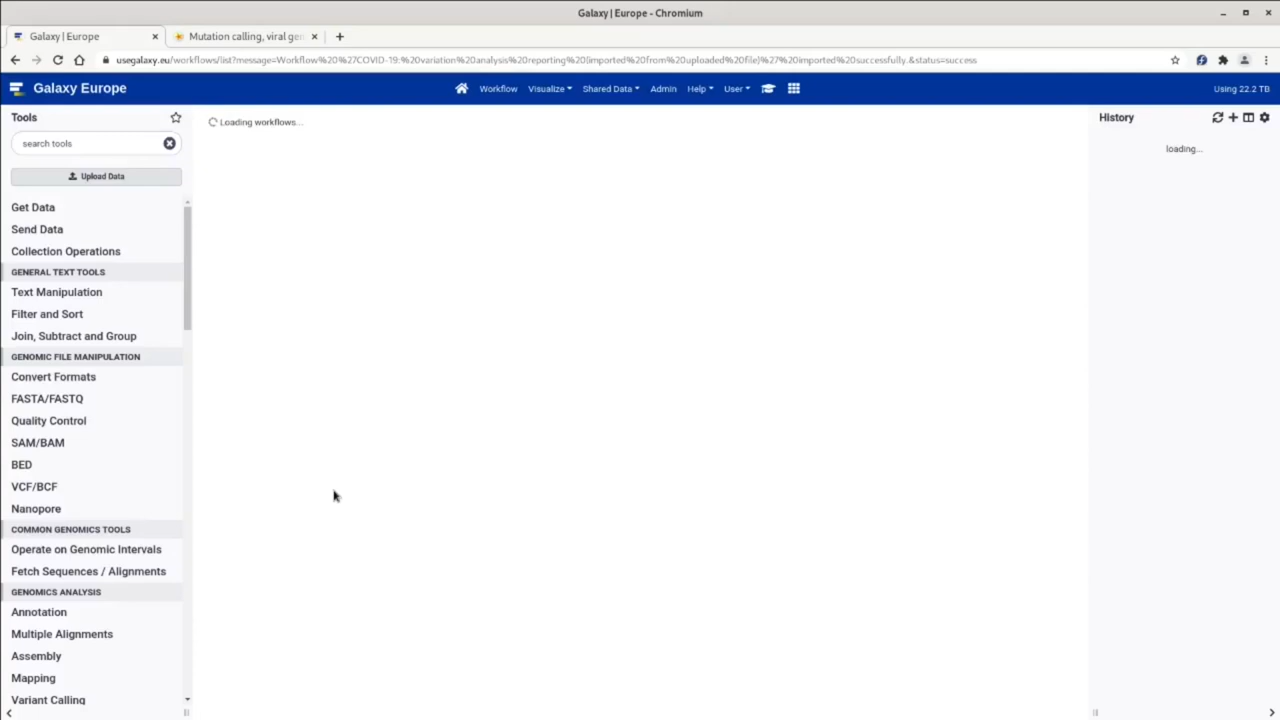 Galaxy | Europe - Chromium
Galaxy | Europe
Mutation calling, viral gen
usegalaxy.eu/workflows/list?message=Workflow%20%27COVID-19:%20variation%20analysis%20reporting%20(imported%20from%20uploaded%20file)%27%20imported%20successfully.&status=success
Galaxy Europe
Workflow Visualize Shared Data Admin Help User
Using 22.2 TB
Tools
search tools
Upload Data
Get Data
Send Data
Collection Operations
GENERAL TEXT TOOLS
Text Manipulation
Filter and Sort
Join, Subtract and Group
GENOMIC FILE MANIPULATION
Convert Formats
FASTA/FASTQ
Quality Control
SAM/BAM
BED
VCF/BCF
Nanopore
COMMON GENOMICS TOOLS
Operate on Genomic Intervals
Fetch Sequences / Alignments
GENOMICS ANALYSIS
Annotation
Multiple Alignments
Assembly
Mapping
Variant Calling
Loading workflows...
History
loading...